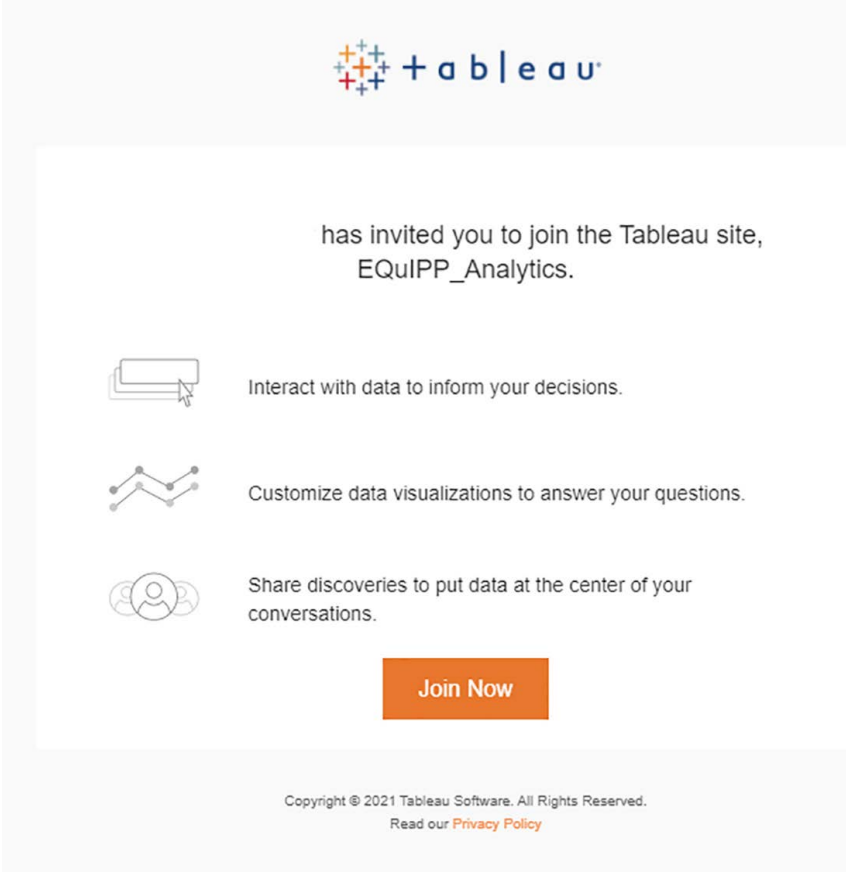 +ableau
has invited you to join the Tableau site,
EQuIPP_Analytics.
Interact with data to inform your decisions.
Customize data visualizations to answer your questions.
Share discoveries to put data at the center of your
conversations.
Join Now
Copyright © 2021 Tableau Software. All Rights Reserved.
Read our Privacy Policy